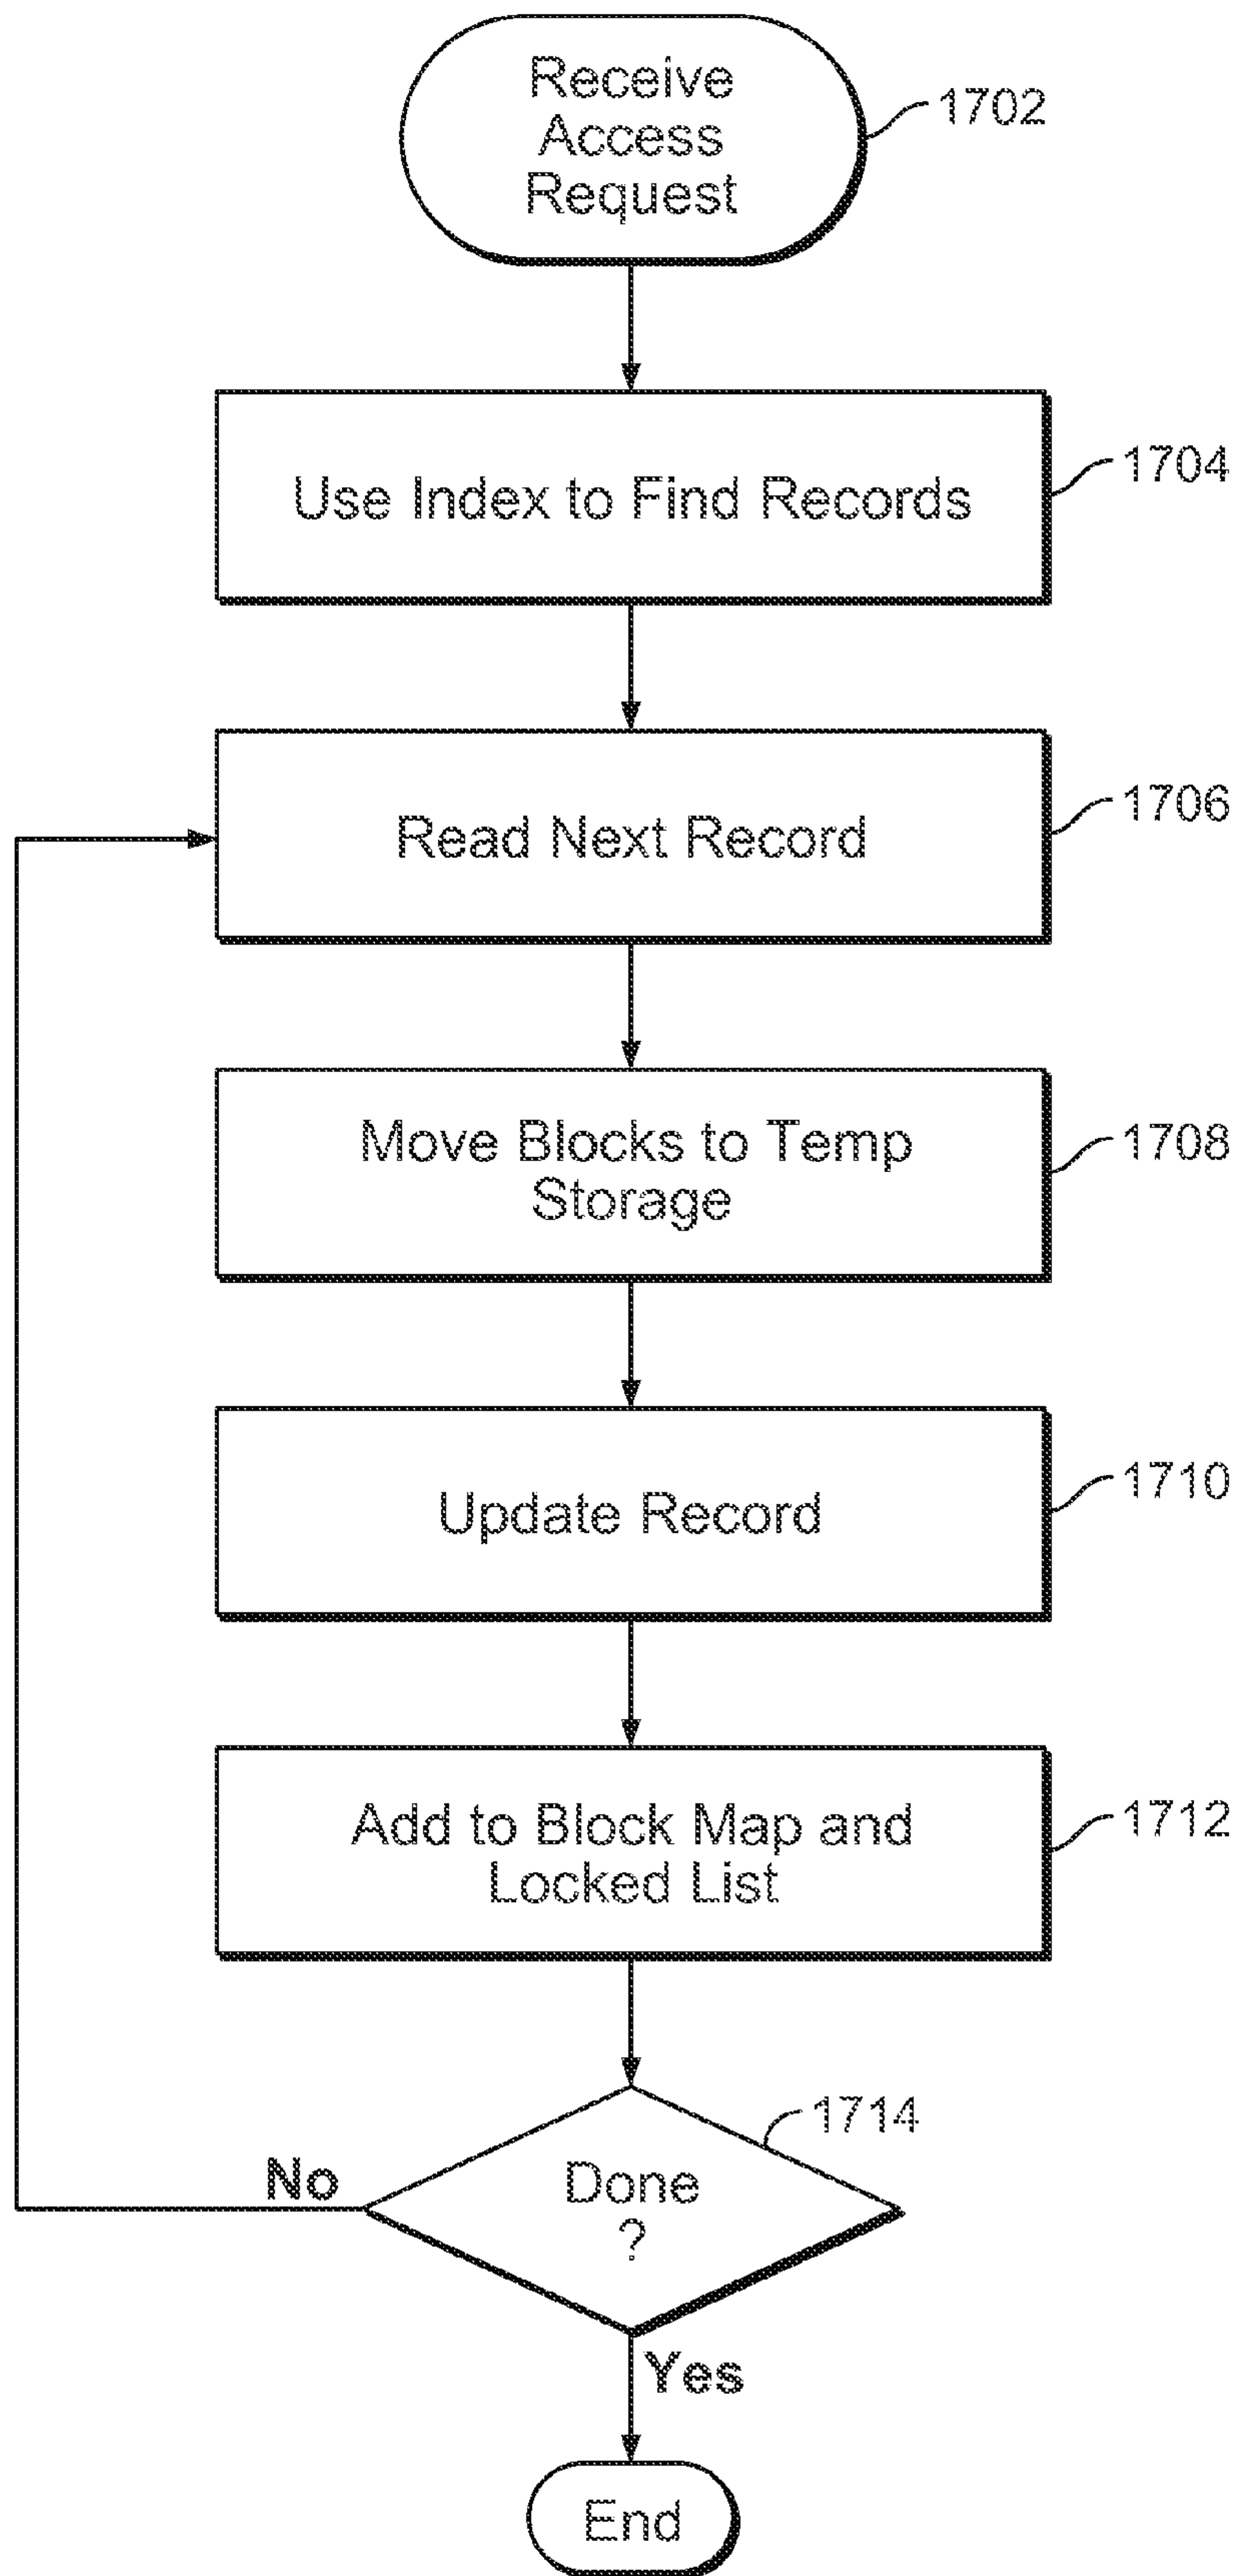 Receive
Access
Request
1702
Use Index to Find Records
1704
Read Next Record
1706
Move Blocks to Temp
Storage
1708
Update Record
1710
Add to Block Map and
Locked List
1712
Done
?
1714
No
Yes
End